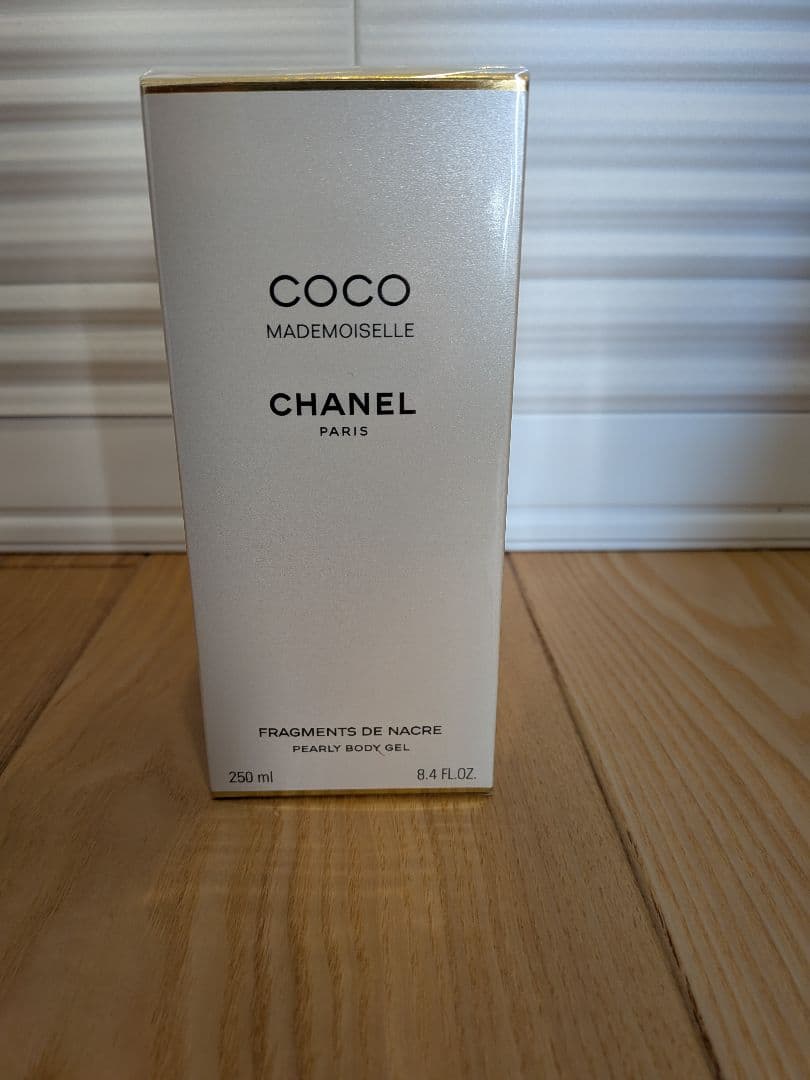 COCO
MADEMOISELLE
CHANEL
PARIS
FRAGMENTS DE NACRE
PEARLY BODY GEL
250 ml 8.4 FL.OZ.